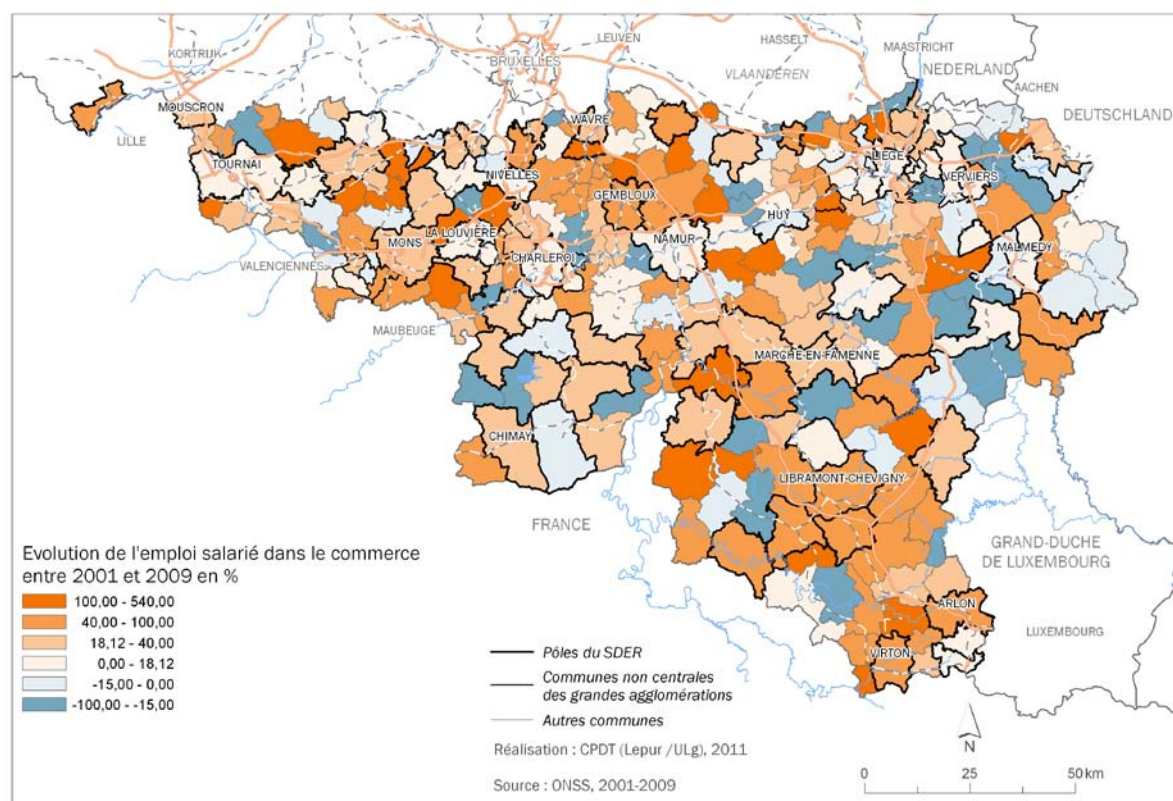 LEUVEN
HASSELT
MAASTRICHT
KORTRIJK
BRUXELLES
VLAANDEREN
NEDERLAND
AACHEN
MOUSCRON
WAVRE
DEUTSCHLAND
LILLE
TOURNAI
LIEGE
NIVELLES
VERVIERS
GEMBLOUX
HUY
LA LOUVIERE
NAMUR
MONS
MALMEDY
VALENCIENNES
CHARLEROI
MAUBEUGE
MARCHE-EN-FAMENNE
CHIMAY
LIBRAMONT-CHEVIGNY
FRANCE
GRAND-DUCHE
DE LUXEMBOURG
ARLON
LUXEMBOURG
VIRTON
Evolution de l'emploi salarié dans le commerce
entre 2001 et 2009 en %
100,00 - 540,00
40,00 - 100,00
18,12 - 40,00
0,00 - 18,12
-15,00 - 0,00
-100,00 - -15,00
Pôles du SDER
Communes non centrales
des grandes agglomérations
Autres communes
Réalisation : CPDT (Lepur /ULg), 2011
Source : ONSS, 2001-2009
N
0 25 50 km